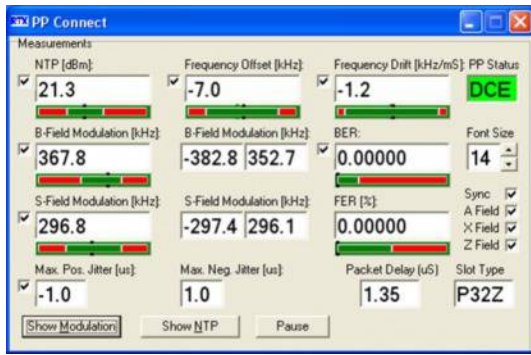 PP Connect
Measurements
NTP [dBm]: Frequency Offset [kHz]: Frequency Drift [kHz/mS]: PP Status
21.3 -7.0 -1.2 DCE
B-Field Modulation [kHz]: B-Field Modulation [kHz]: BER: Font Size
367.8 -382.8 352.7 0.00000 14
S-Field Modulation [kHz]: S-Field Modulation [kHz]: FER [%]: Sync
A Field
296.8 -297.4 296.1 0.00000 X Field
Z Field
Max. Pos. Jitter [us]: Max. Neg. Jitter [us]: Packet Delay (uS) Slot Type
-1.0 1.0 1.35 P32Z
Show Modulation Show NTP Pause